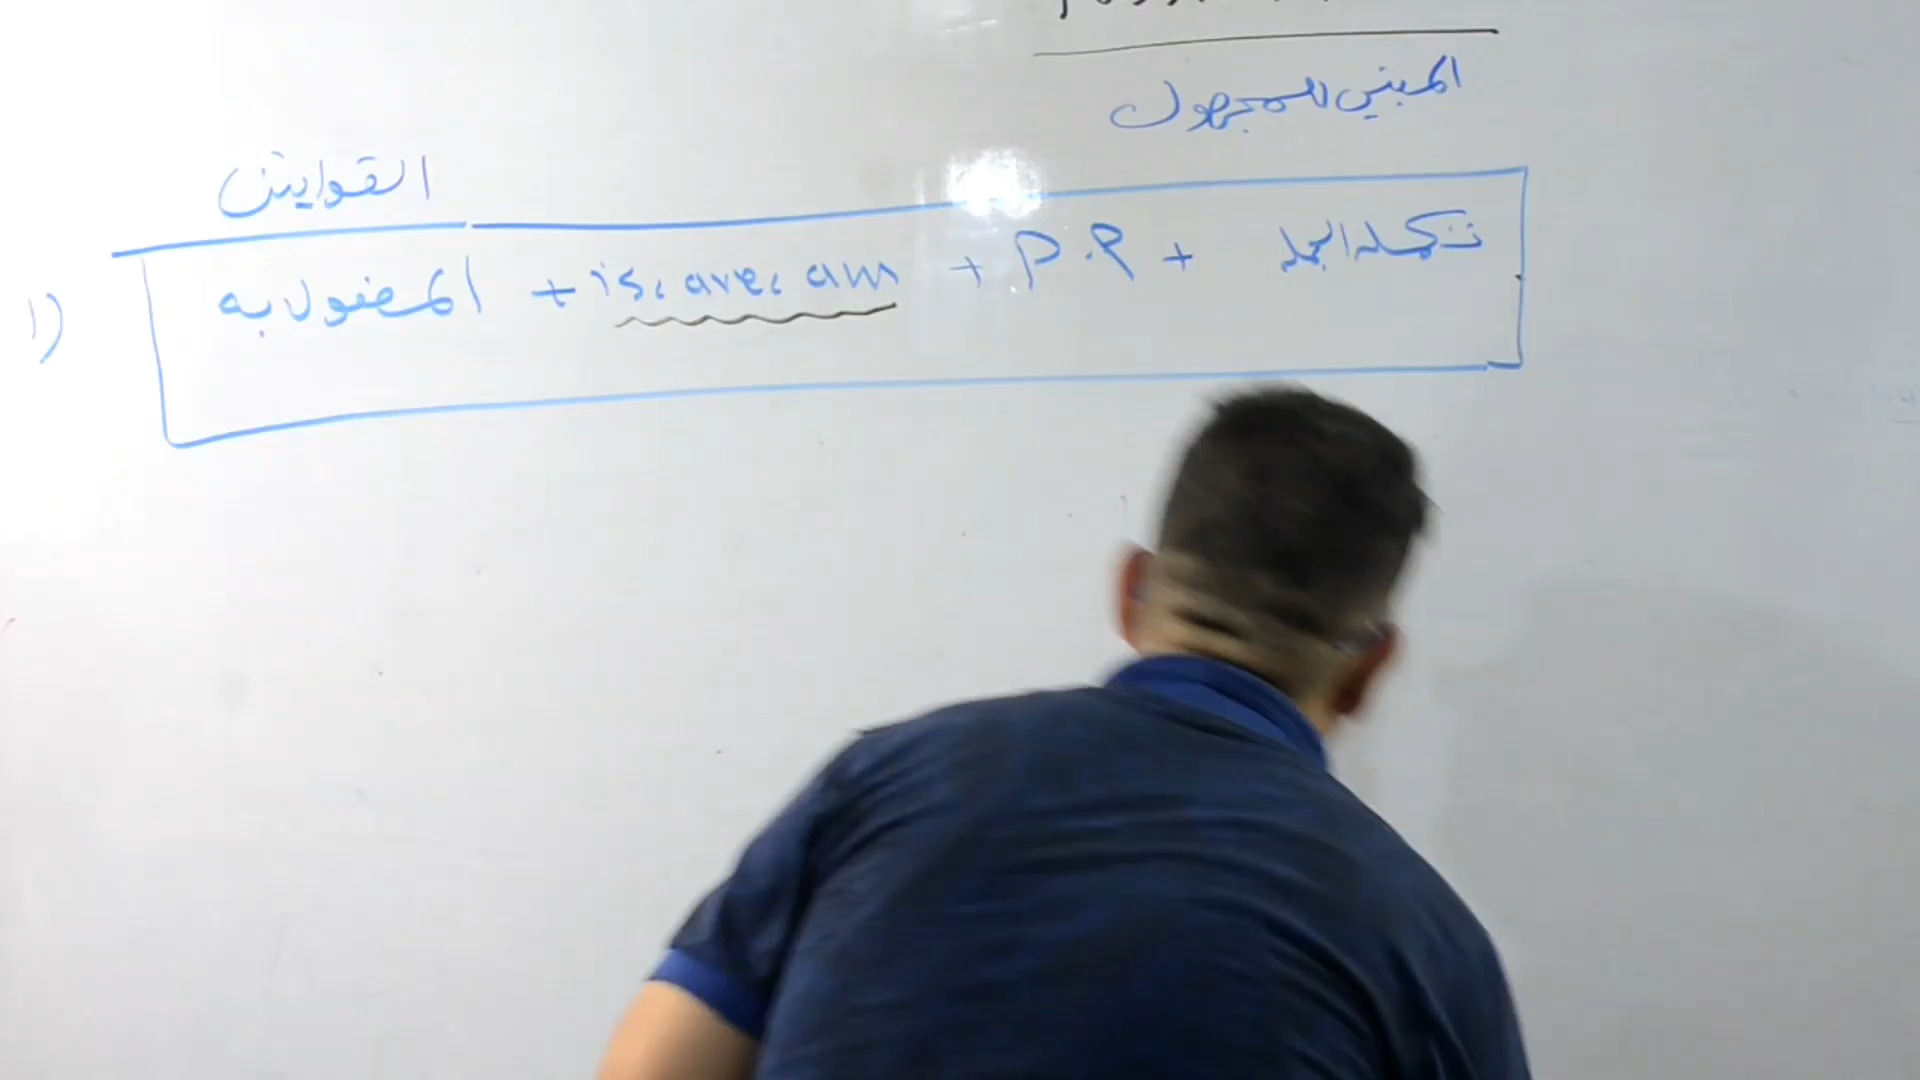 المبني للمجهول
القوانين
1) المفعول به + is, are, am + P.P + تكملة الجملة